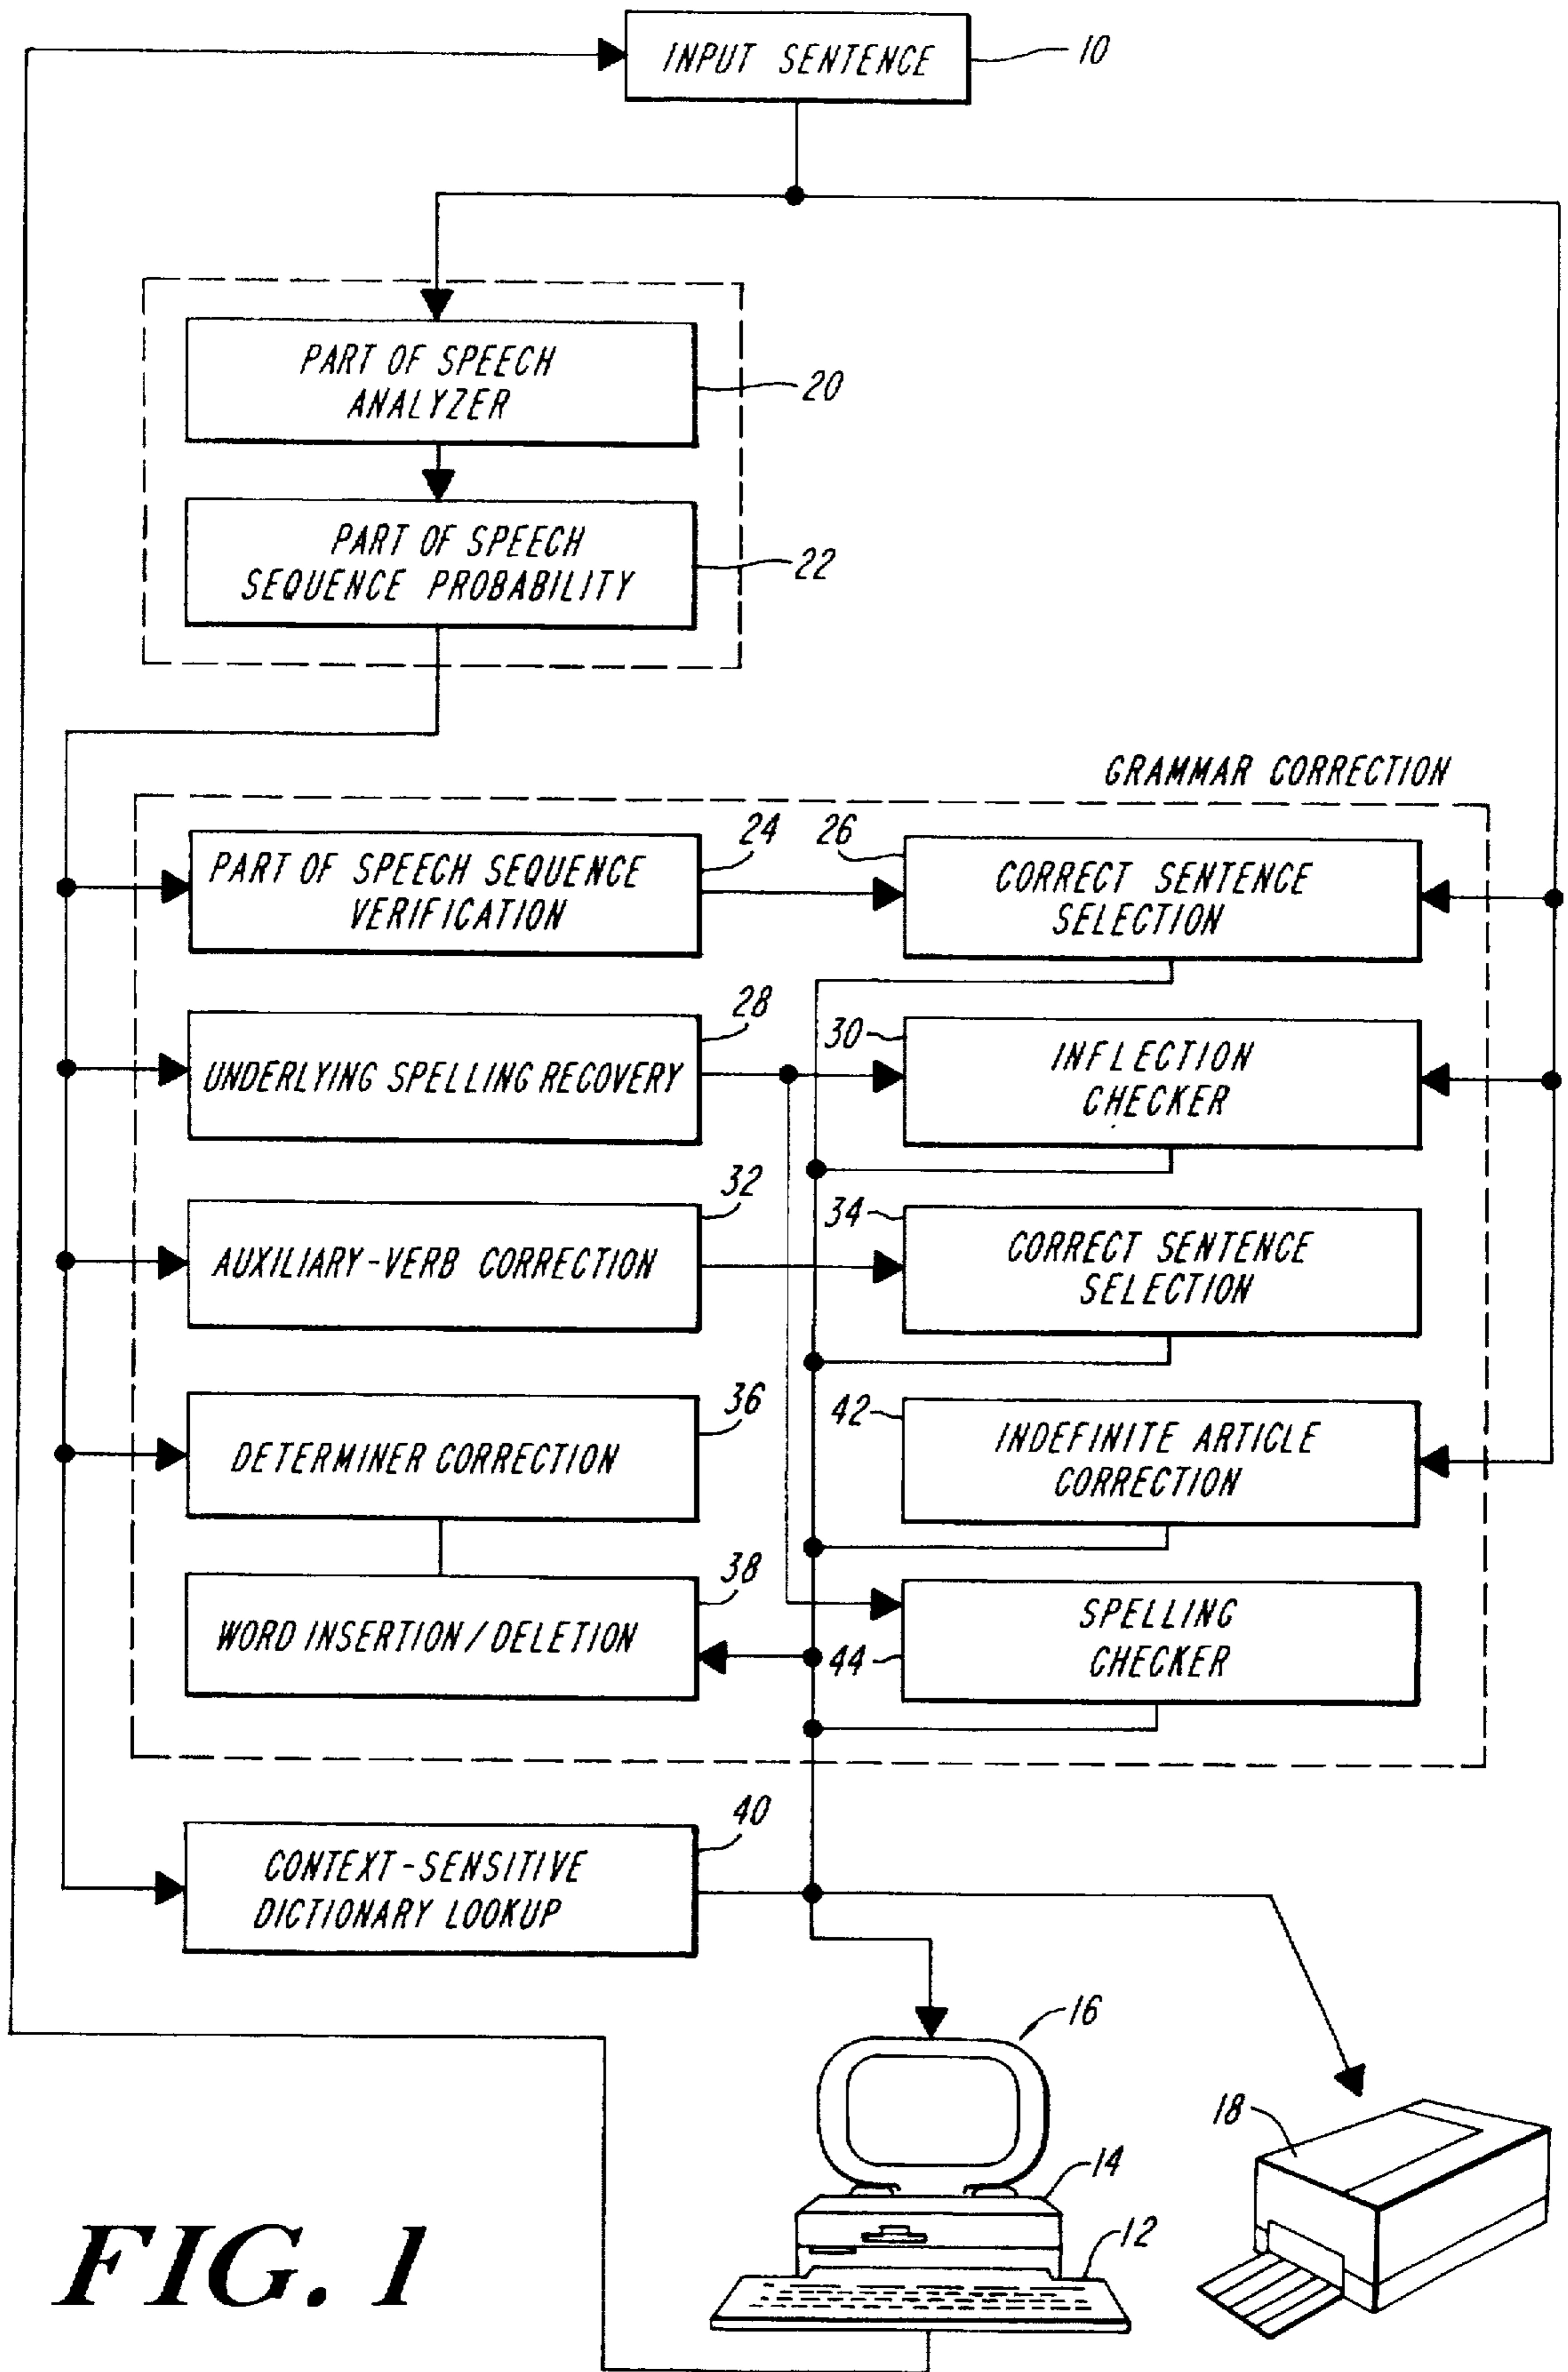 INPUT SENTENCE
10
PART OF SPEECH
ANALYZER
20
PART OF SPEECH
SEQUENCE PROBABILITY
22
GRAMMAR CORRECTION
24
PART OF SPEECH SEQUENCE
VERIFICATION
26
CORRECT SENTENCE
SELECTION
28
UNDERLYING SPELLING RECOVERY
30
INFLECTION
CHECKER
32
AUXILIARY-VERB CORRECTION
34
CORRECT SENTENCE
SELECTION
36
DETERMINER CORRECTION
42
INDEFINITE ARTICLE
CORRECTION
38
WORD INSERTION/DELETION
44
SPELLING
CHECKER
40
CONTEXT-SENSITIVE
DICTIONARY LOOKUP
16
18
14
12
FIG. 1